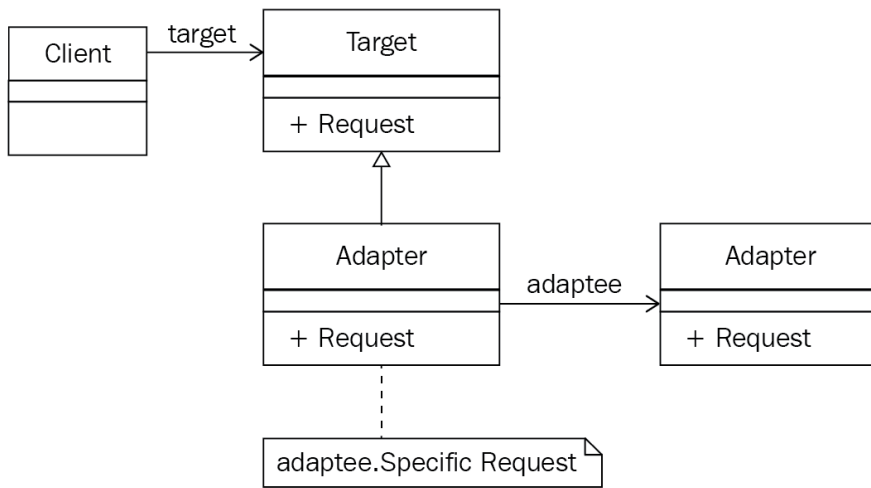 Client
target
Target
+ Request
Adapter
+ Request
adaptee
Adapter
+ Request
adaptee.Specific Request